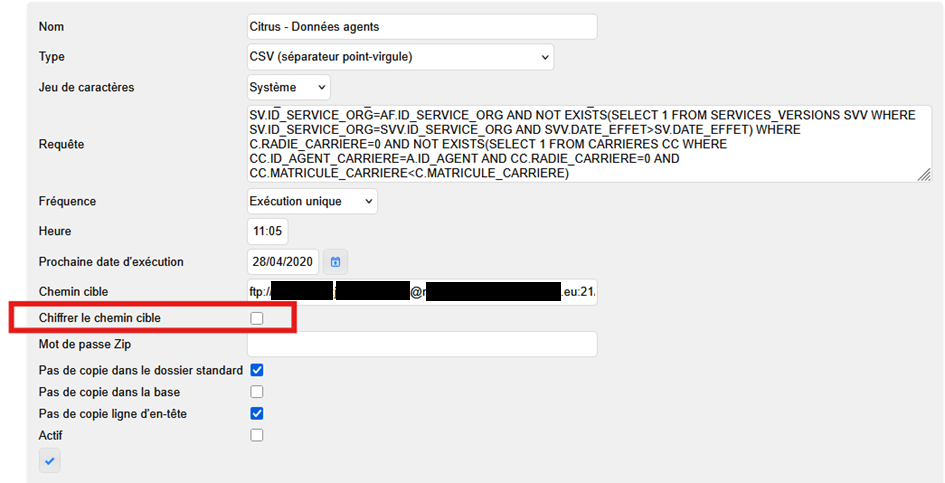 Nom Citrus - Données agents
Type CSV (séparateur point-virgule)
Jeu de caractères Système
SV.ID_SERVICE_ORG=AF.ID_SERVICE_ORG AND NOT EXISTS(SELECT 1 FROM SERVICES_VERSIONS SVV WHERE
SV.ID_SERVICE_ORG=SVV.ID_SERVICE_ORG AND SVV.DATE_EFFET>SV.DATE_EFFET) WHERE
Requête C.RADIE_CARRIERE=0 AND NOT EXISTS(SELECT 1 FROM CARRIERES CC WHERE
CC.ID_AGENT_CARRIERE=A.ID_AGENT AND CC.RADIE_CARRIERE=0 AND
CC.MATRICULE_CARRIERE<C.MATRICULE_CARRIERE)
Fréquence Exécution unique
Heure 11:05
Prochaine date d'exécution 28/04/2020
Chemin cible ftp:/ @ .eu:21
Chiffrer le chemin cible
Mot de passe Zip
Pas de copie dans le dossier standard
Pas de copie dans la base
Pas de copie ligne d'en-tête
Actif